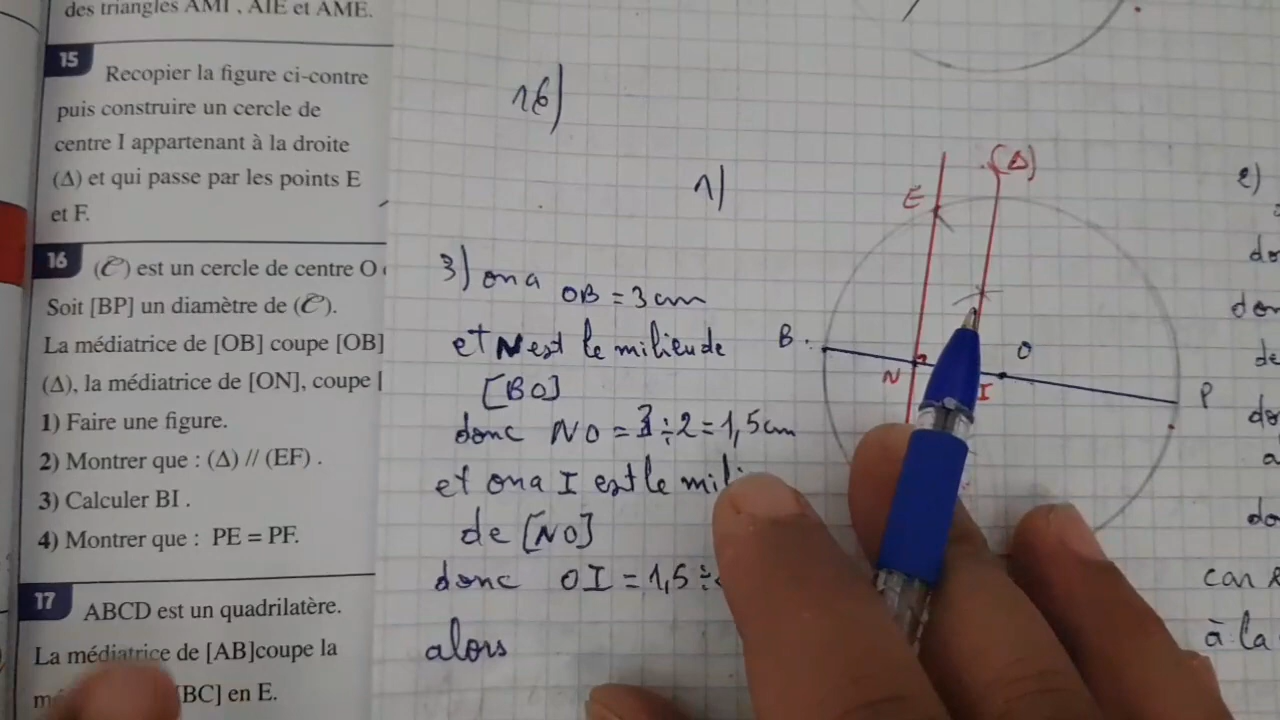 des triangles AMI , AIE et AME.
15
Recopier la figure ci-contre
puis construire un cercle de
centre I appartenant à la droite
(Δ) et qui passe par les points E
et F.
16
(𝒞) est un cercle de centre O
Soit [BP] un diamètre de (𝒞).
La médiatrice de [OB] coupe [OB]
(Δ), la médiatrice de [ON], coupe [
1) Faire une figure.
2) Montrer que : (Δ) // (EF) .
3) Calculer BI .
4) Montrer que : PE = PF.
17
ABCD est un quadrilatère.
La médiatrice de [AB]coupe la
[BC] en E.
16)
1)
3) on a OB = 3 cm
et N est le milieu de
[BO]
donc NO = 3 ÷ 2 = 1,5 cm
et on a I est le
de [NO]
donc OI = 1,5 ÷
alors
(Δ)
E
B
O
N
I
P
2)
car
à la